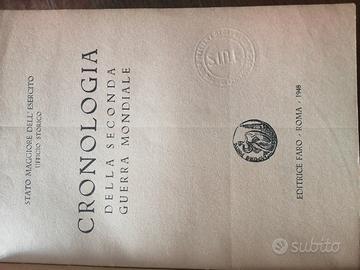 STATO MAGGIORE DELL'ESERCITO
UFFICIO STORICO
CRONOLOGIA
DELLA SECONDA
GUERRA MONDIALE
EDITRICE FARO - ROMA - 1948
subito